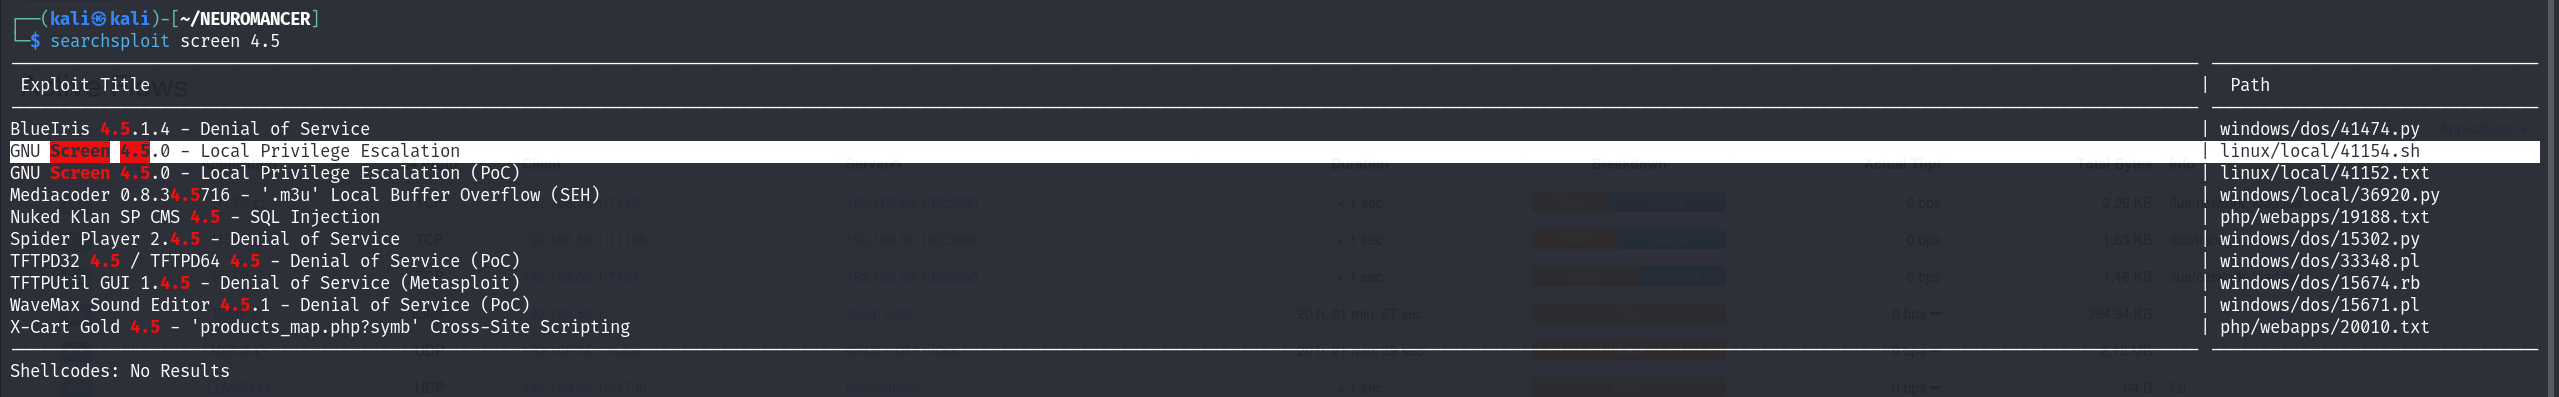 ┌──(kali㉿kali)-[~/NEUROMANCER]
└─$ searchsploit screen 4.5
Exploit Title | Path
BlueIris 4.5.1.4 - Denial of Service | windows/dos/41474.py
GNU Screen 4.5.0 - Local Privilege Escalation | linux/local/41154.sh
GNU Screen 4.5.0 - Local Privilege Escalation (PoC) | linux/local/41152.txt
Mediacoder 0.8.34.5716 - '.m3u' Local Buffer Overflow (SEH) | windows/local/36920.py
Nuked Klan SP CMS 4.5 - SQL Injection | php/webapps/19188.txt
Spider Player 2.4.5 - Denial of Service | windows/dos/15302.py
TFTPD32 4.5 / TFTPD64 4.5 - Denial of Service (PoC) | windows/dos/33348.pl
TFTPUtil GUI 1.4.5 - Denial of Service (Metasploit) | windows/dos/15674.rb
WaveMax Sound Editor 4.5.1 - Denial of Service (PoC) | windows/dos/15671.pl
X-Cart Gold 4.5 - 'products_map.php?symb' Cross-Site Scripting | php/webapps/20010.txt
Shellcodes: No Results